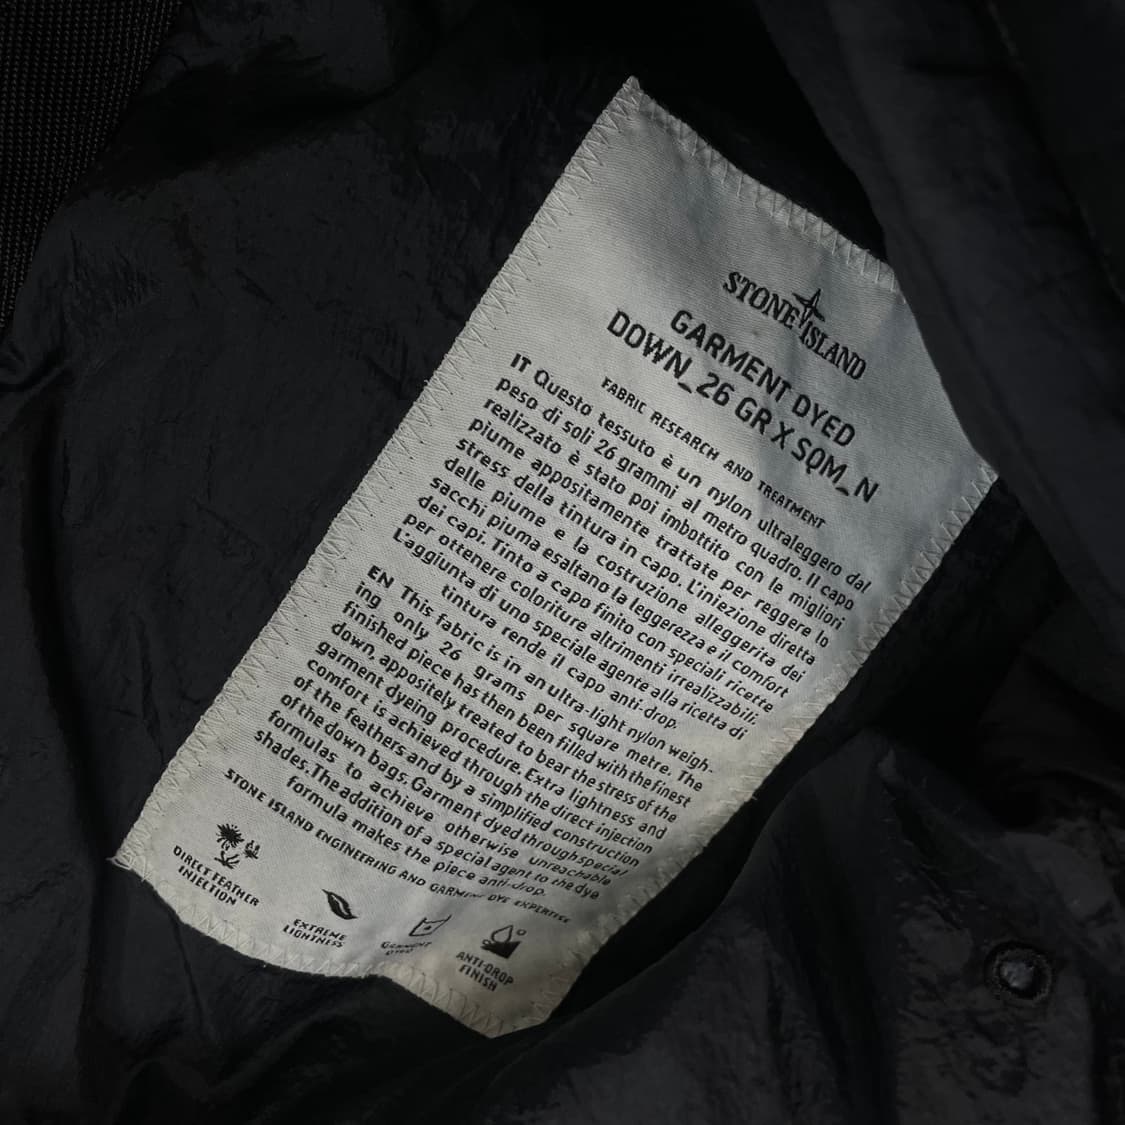 STONE ISLAND
GARMENT DYED
DOWN_26 GR X SQM_N
FABRIC RESEARCH AND TREATMENT
IT Questo tessuto è un nylon ultraleggero dal
peso di soli 26 grammi al metro quadro. Il capo
realizzato è stato poi imbottito con le migliori
piume appositamente trattate per reggere lo
stress della tintura in capo. L'iniezione diretta
delle piume e la costruzione alleggerita dei
sacchi piuma esaltano la leggerezza e il comfort
dei capi. Tinto a capo finito con speciali ricette
per ottenere coloriture altrimenti irrealizzabili.
L'aggiunta di uno speciale agente alla ricetta di
tintura rende il capo anti-drop.
EN This fabric is in an ultra-light nylon weigh-
ing only 26 grams per square metre. The
finished piece has then been filled with the finest
down, appositely treated to bear the stress of the
garment dyeing procedure. Extra lightness and
comfort is achieved through the direct injection
of the feathers and by a simplified construction
of the down bags. Garment dyed through special
formulas to achieve otherwise unreachable
shades. The addition of a special agent to the dye
formula makes the piece anti-drop.
STONE ISLAND ENGINEERING AND GARMENT DYE EXPERTISE
DIRECT FEATHER
INJECTION
EXTREME
LIGHTNESS
GARMENT
DYED
ANTI-DROP
FINISH